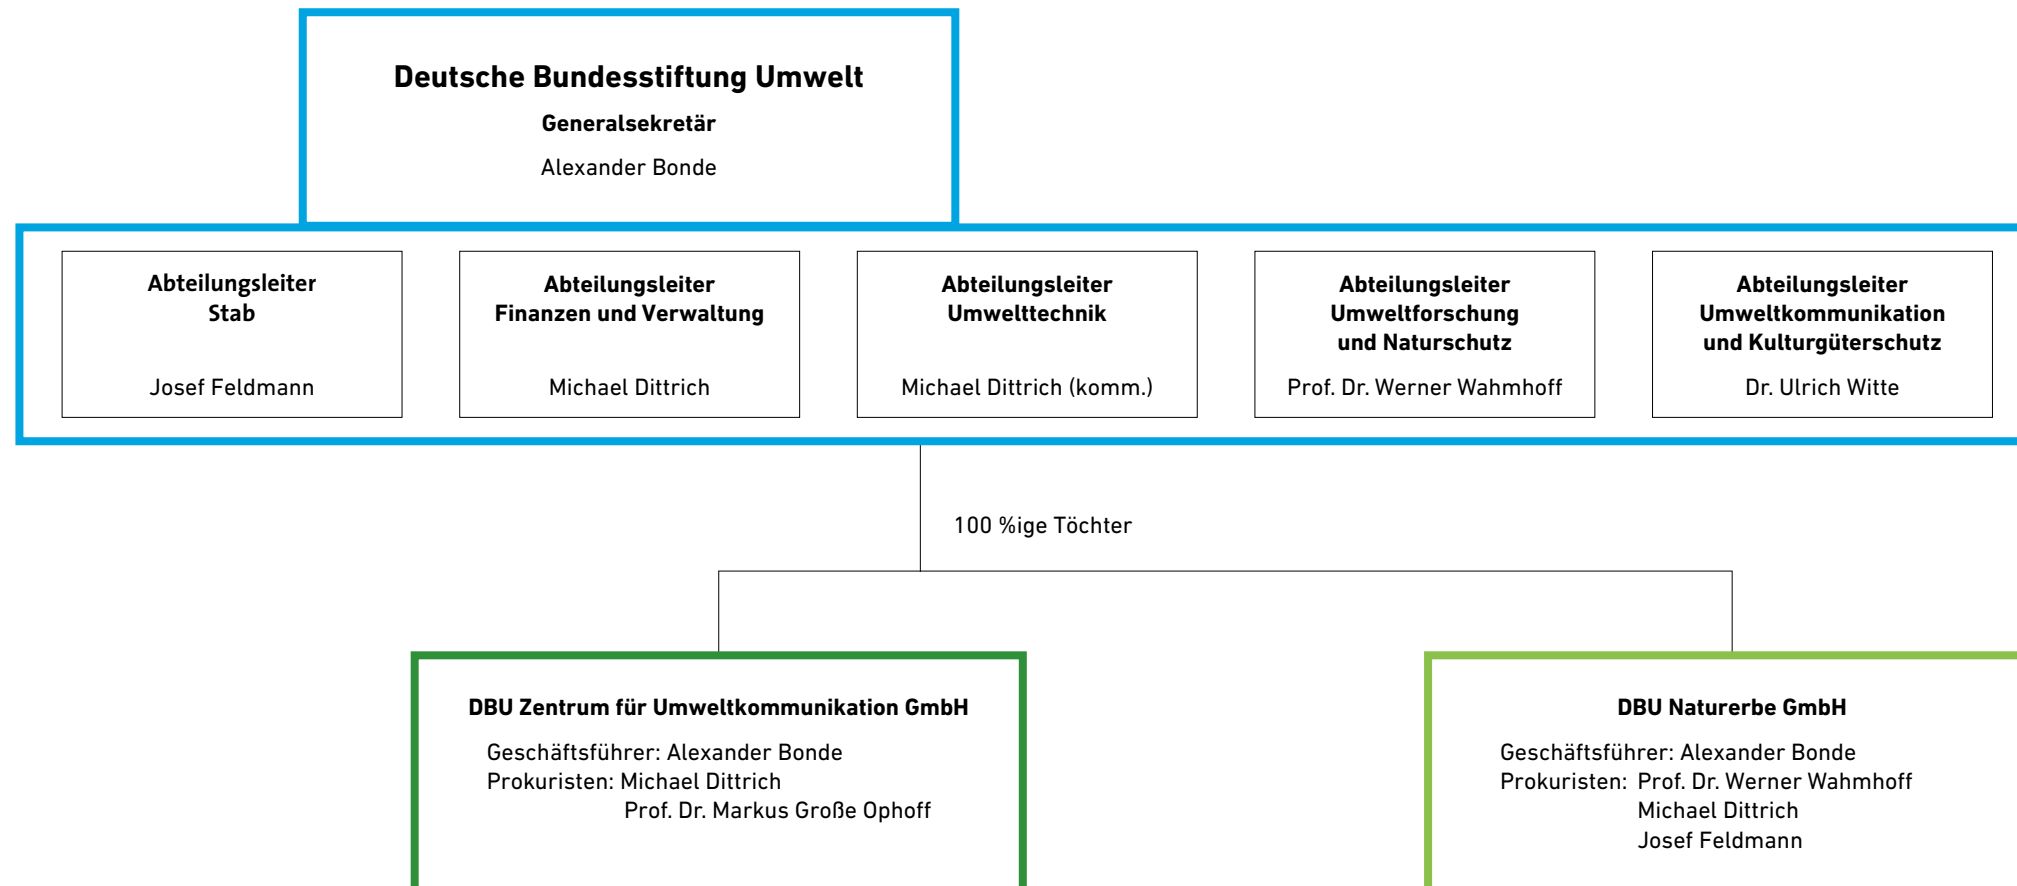 Deutsche Bundesstiftung Umwelt
Generalsekretär
Alexander Bonde
Abteilungsleiter
Stab
Josef Feldmann
Abteilungsleiter
Finanzen und Verwaltung
Michael Dittrich
Abteilungsleiter
Umwelttechnik
Michael Dittrich (komm.)
Abteilungsleiter
Umweltforschung
und Naturschutz
Prof. Dr. Werner Wahmhoff
Abteilungsleiter
Umweltkommunikation
und Kulturgüterschutz
Dr. Ulrich Witte
100 %ige Töchter
DBU Zentrum für Umweltkommunikation GmbH
Geschäftsführer: Alexander Bonde
Prokuristen: Michael Dittrich
Prof. Dr. Markus Große Ophoff
DBU Naturerbe GmbH
Geschäftsführer: Alexander Bonde
Prokuristen: Prof. Dr. Werner Wahmhoff
Michael Dittrich
Josef Feldmann